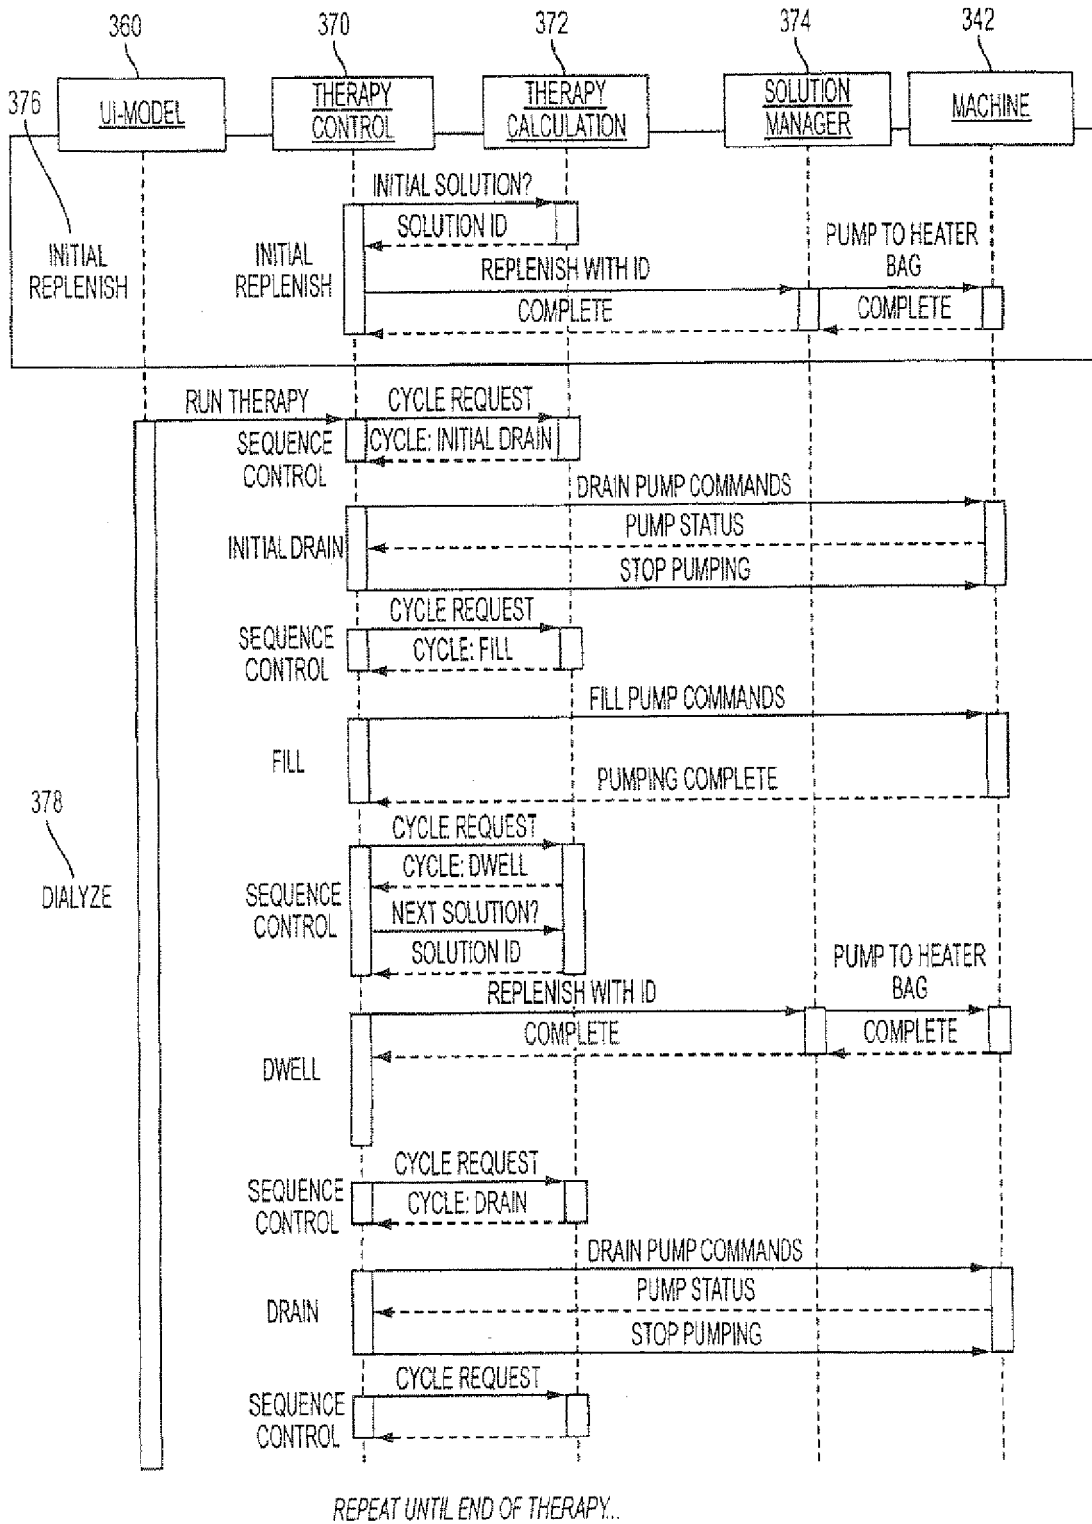 360
370
372
374
342
376
UI-MODEL
THERAPY
CONTROL
THERAPY
CALCULATION
SOLUTION
MANAGER
MACHINE
INITIAL
REPLENISH
INITIAL
REPLENISH
INITIAL SOLUTION?
SOLUTION ID
REPLENISH WITH ID
COMPLETE
PUMP TO HEATER
BAG
COMPLETE
RUN THERAPY
CYCLE REQUEST
SEQUENCE
CONTROL
CYCLE: INITIAL DRAIN
DRAIN PUMP COMMANDS
INITIAL DRAIN
PUMP STATUS
STOP PUMPING
CYCLE REQUEST
SEQUENCE
CONTROL
CYCLE: FILL
FILL PUMP COMMANDS
FILL
PUMPING COMPLETE
378
DIALYZE
CYCLE REQUEST
CYCLE: DWELL
SEQUENCE
CONTROL
NEXT SOLUTION?
SOLUTION ID
REPLENISH WITH ID
PUMP TO HEATER
BAG
COMPLETE
COMPLETE
DWELL
CYCLE REQUEST
SEQUENCE
CONTROL
CYCLE: DRAIN
DRAIN PUMP COMMANDS
DRAIN
PUMP STATUS
STOP PUMPING
CYCLE REQUEST
SEQUENCE
CONTROL
REPEAT UNTIL END OF THERAPY...